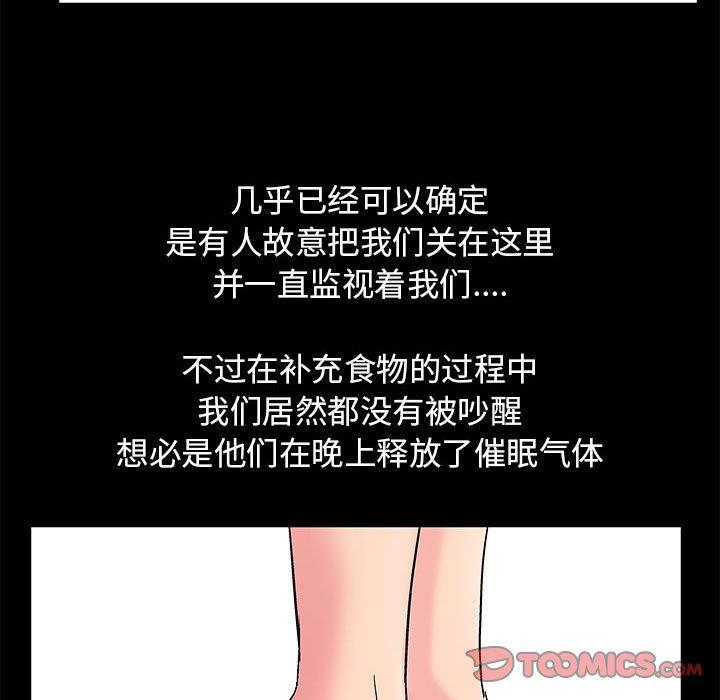 几乎已经可以确定
是有人故意把我们关在这里
并一直监视着我们....
不过在补充食物的过程中
我们居然都没有被吵醒
想必是他们在晚上释放了催眠气体
TOOMICS.COM